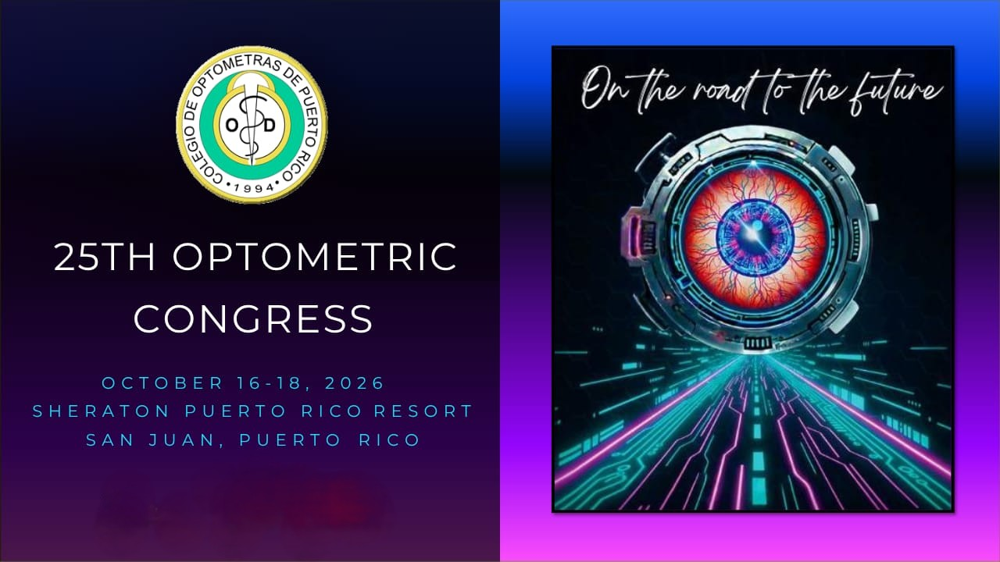 COLEGIO DE OPTOMETRAS DE PUERTO RICO
O D
• 1994 •
25TH OPTOMETRIC
CONGRESS
OCTOBER 16-18, 2026
SHERATON PUERTO RICO RESORT
SAN JUAN, PUERTO RICO
On the road to the future